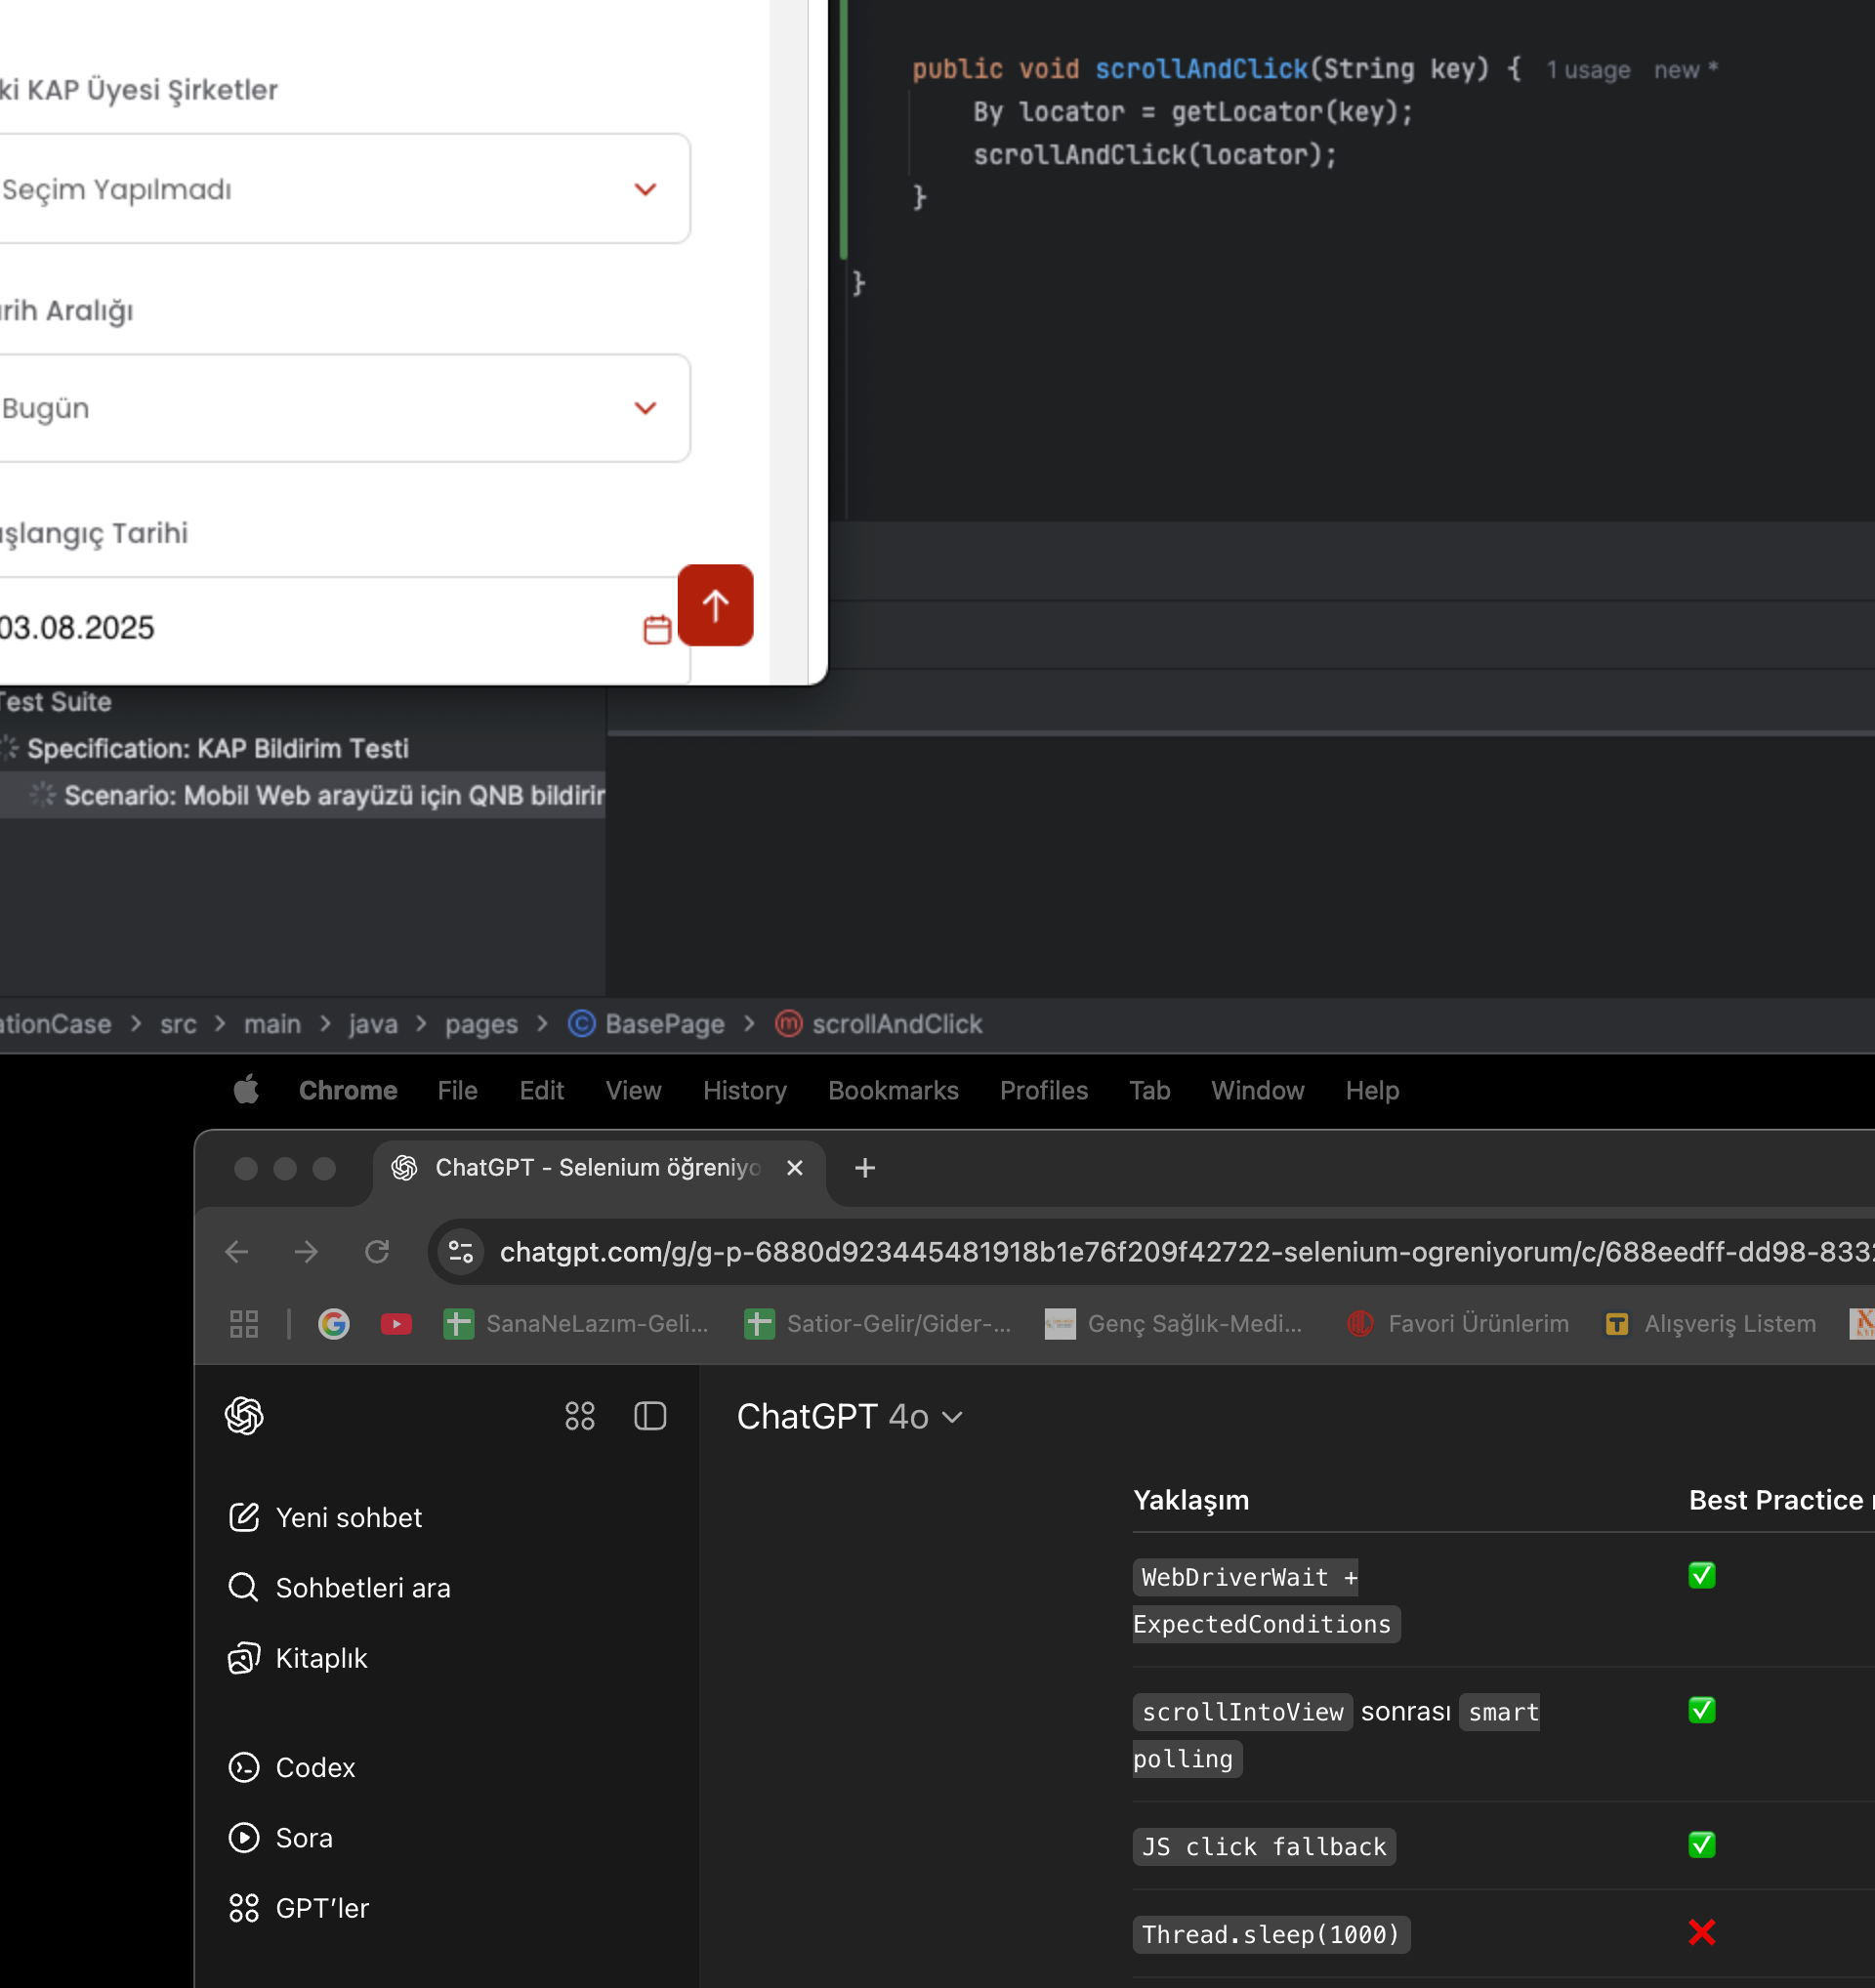 ki KAP Üyesi Şirketler
Seçim Yapılmadı
rih Aralığı
Bugün
şlangıç Tarihi
03.08.2025
public void scrollAndClick(String key) { 1 usage new *
By locator = getLocator(key);
scrollAndClick(locator);
}
}
Test Suite
Specification: KAP Bildirim Testi
Scenario: Mobil Web arayüzü için QNB bildirir
ationCase > src > main > java > pages > BasePage > scrollAndClick
Chrome File Edit View History Bookmarks Profiles Tab Window Help
ChatGPT - Selenium öğreniyo
chatgpt.com/g/g-p-6880d923445481918b1e76f209f42722-selenium-ogreniyorum/c/688eedff-dd98-833
SanaNeLazım-Geli... Satior-Gelir/Gider-... Genç Sağlık-Medi... Favori Ürünlerim Alışveriş Listem
ChatGPT 4o
Yeni sohbet
Sohbetleri ara
Kitaplık
Codex
Sora
GPT'ler
Yaklaşım Best Practice
WebDriverWait +
ExpectedConditions
scrollIntoView sonrası smart
polling
JS click fallback
Thread.sleep(1000)